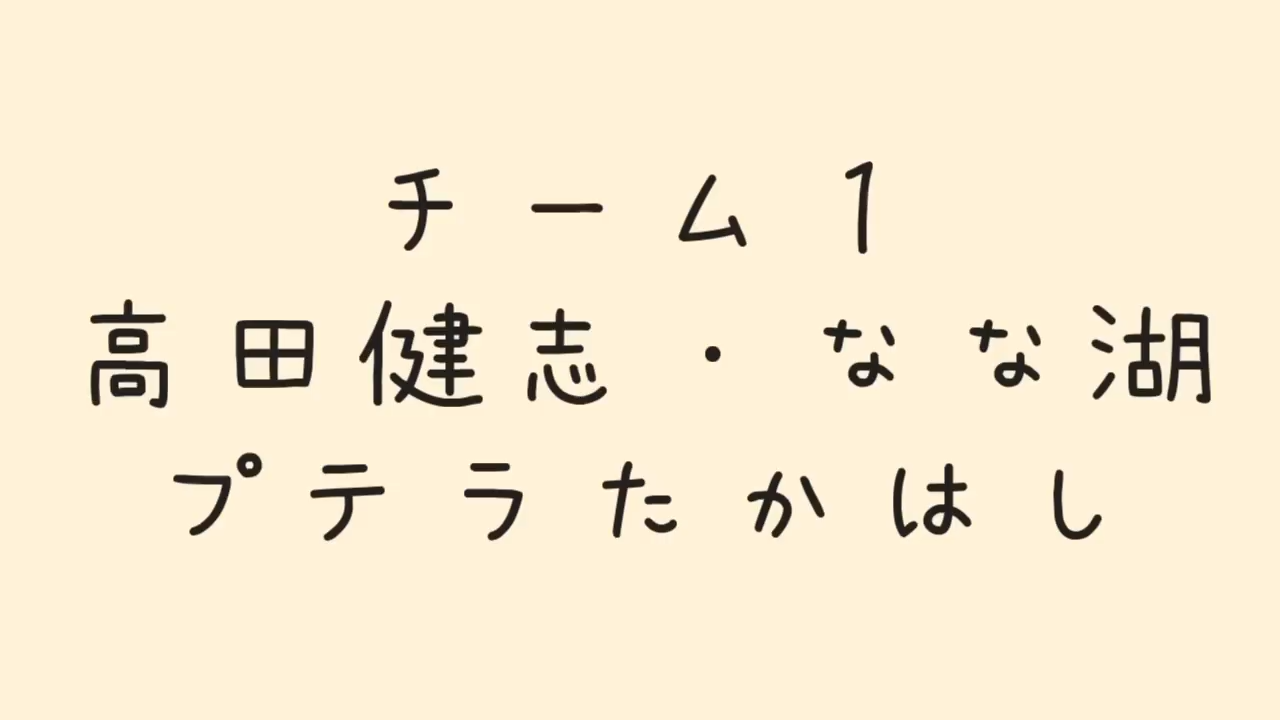 チーム1
高田健志・なな湖
プテラたかはし